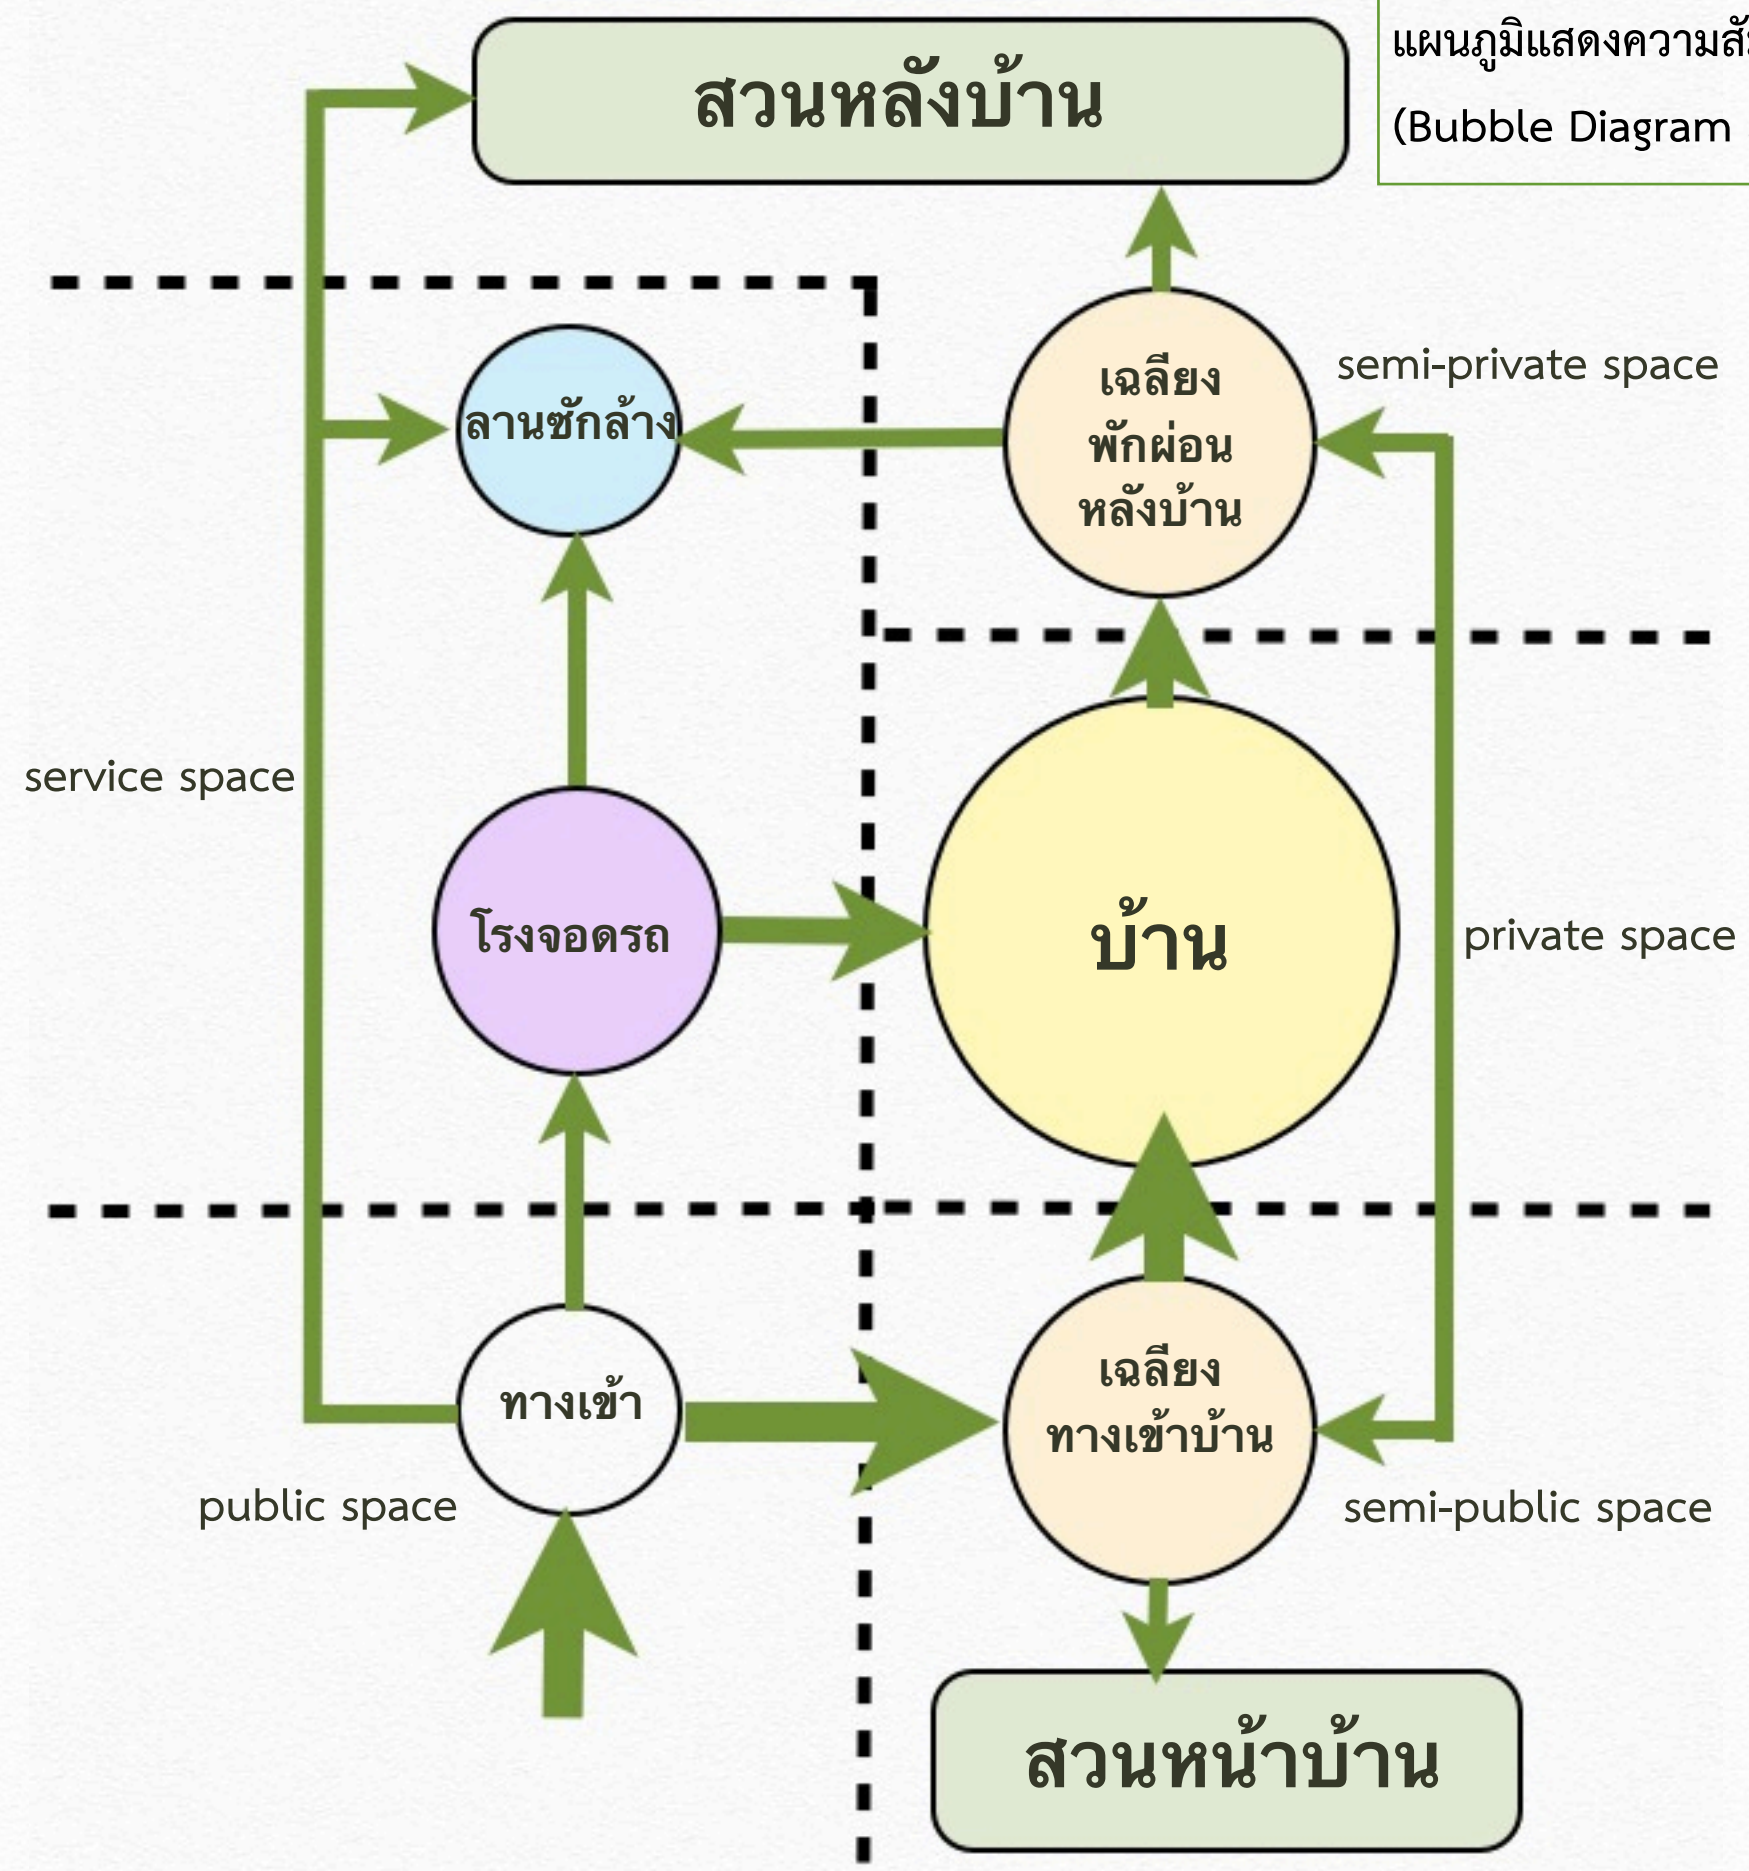 แผนภูมิแสดงความ
(Bubble Diagram
สวนหลังบ้าน
semi-private space
เฉลียง
พักผ่อน
หลังบ้าน
ลานซักล้าง
service space
โรงจอดรถ
บ้าน
private space
ทางเข้า
เฉลียง
ทางเข้าบ้าน
public space
semi-public space
สวนหน้าบ้าน